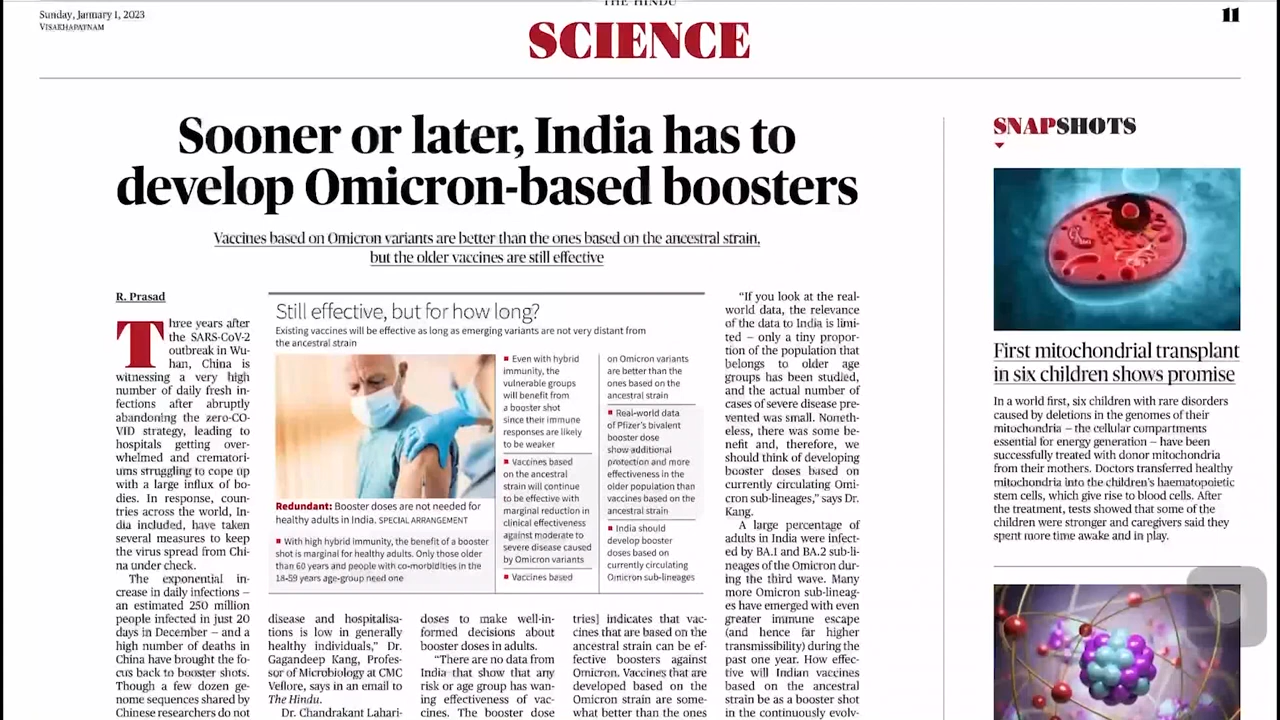 THE HINDU
Sunday, January 1, 2023
VISAKHAPATNAM
SCIENCE
11
Sooner or later, India has to
develop Omicron-based boosters
Vaccines based on Omicron variants are better than the ones based on the ancestral strain,
but the older vaccines are still effective
R. Prasad
Three years after
the SARS-CoV-2
outbreak in Wu-
han, China is
witnessing a very high
number of daily fresh in-
fections after abruptly
abandoning the zero-CO-
VID strategy, leading to
hospitals getting over-
whelmed and crematori-
ums struggling to cope up
with a large influx of bo-
dies. In response, coun-
tries across the world, In-
dia included, have taken
several measures to keep
the virus spread from Chi-
na under check.
The exponential in-
crease in daily infections –
an estimated 250 million
people infected in just 20
days in December – and a
high number of deaths in
China have brought the fo-
cus back to booster shots.
Though a few dozen ge-
nome sequences shared by
Chinese researchers do not
Still effective, but for how long?
Existing vaccines will be effective as long as emerging variants are not very distant from
the ancestral strain
Redundant: Booster doses are not needed for
healthy adults in India. SPECIAL ARRANGEMENT
■ With high hybrid immunity, the benefit of a booster
shot is marginal for healthy adults. Only those older
than 60 years and people with co-morbidities in the
18-59 years age-group need one
■ Even with hybrid
immunity, the
vulnerable groups
will benefit from
a booster shot
since their immune
responses are likely
to be weaker
■ Vaccines based
on the ancestral
strain will continue
to be effective with
marginal reduction in
clinical effectiveness
against moderate to
severe disease caused
by Omicron variants
■ Vaccines based
on Omicron variants
are better than the
ones based on the
ancestral strain
■ Real-world data
of Pfizer's bivalent
booster dose
show additional
protection and more
effectiveness in the
older population than
vaccines based on the
ancestral strain
■ India should
develop booster
doses based on
currently circulating
Omicron sub-lineages
disease and hospitalisa-
tions is low in generally
healthy individuals," Dr.
Gagandeep Kang, Profes-
sor of Microbiology at CMC
Vellore, says in an email to
The Hindu.
Dr. Chandrakant Lahari-
doses to make well-in-
formed decisions about
booster doses in adults.
"There are no data from
India that show that any
risk or age group has wan-
ing effectiveness of vac-
cines. The booster dose
tries] indicates that vac-
cines that are based on the
ancestral strain can be ef-
fective boosters against
Omicron. Vaccines that are
developed based on the
Omicron strain are some-
what better than the ones
"If you look at the real-
world data, the relevance
of the data to India is limi-
ted – only a tiny propor-
tion of the population that
belongs to older age
groups has been studied,
and the actual number of
cases of severe disease pre-
vented was small. Noneth-
eless, there was some be-
nefit and, therefore, we
should think of developing
booster doses based on
currently circulating Omi-
cron sub-lineages," says Dr.
Kang.
A large percentage of
adults in India were infect-
ed by BA.1 and BA.2 sub-li-
neages of the Omicron dur-
ing the third wave. Many
more Omicron sub-lineag-
es have emerged with even
greater immune escape
(and hence far higher
transmissibility) during the
past one year. How effec-
tive will Indian vaccines
based on the ancestral
strain be as a booster shot
in the continuously evolv-
SNAPSHOTS
First mitochondrial transplant
in six children shows promise
In a world first, six children with rare disorders
caused by deletions in the genomes of their
mitochondria – the cellular compartments
essential for energy generation – have been
successfully treated with donor mitochondria
from their mothers. Doctors transferred healthy
mitochondria into the children's haematopoietic
stem cells, which give rise to blood cells. After
the treatment, tests showed that some of the
children were stronger and caregivers said they
spent more time awake and in play.